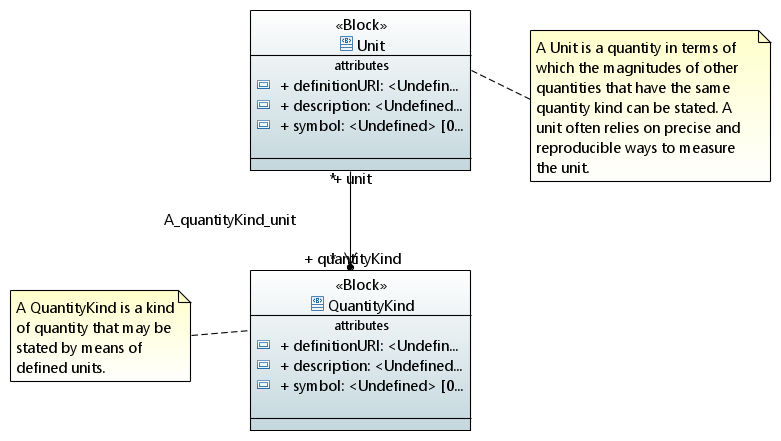 «Block»
Unit
attributes
+ definitionURI: <Undefin...
+ description: <Undefined...
+ symbol: <Undefined> [0...
A Unit is a quantity in terms of
which the magnitudes of other
quantities that have the same
quantity kind can be stated. A
unit often relies on precise and
reproducible ways to measure
the unit.
*+ unit
A_quantityKind_unit
+ quantityKind
«Block»
QuantityKind
attributes
+ definitionURI: <Undefin...
+ description: <Undefined...
+ symbol: <Undefined> [0...
A QuantityKind is a kind
of quantity that may be
stated by means of
defined units.